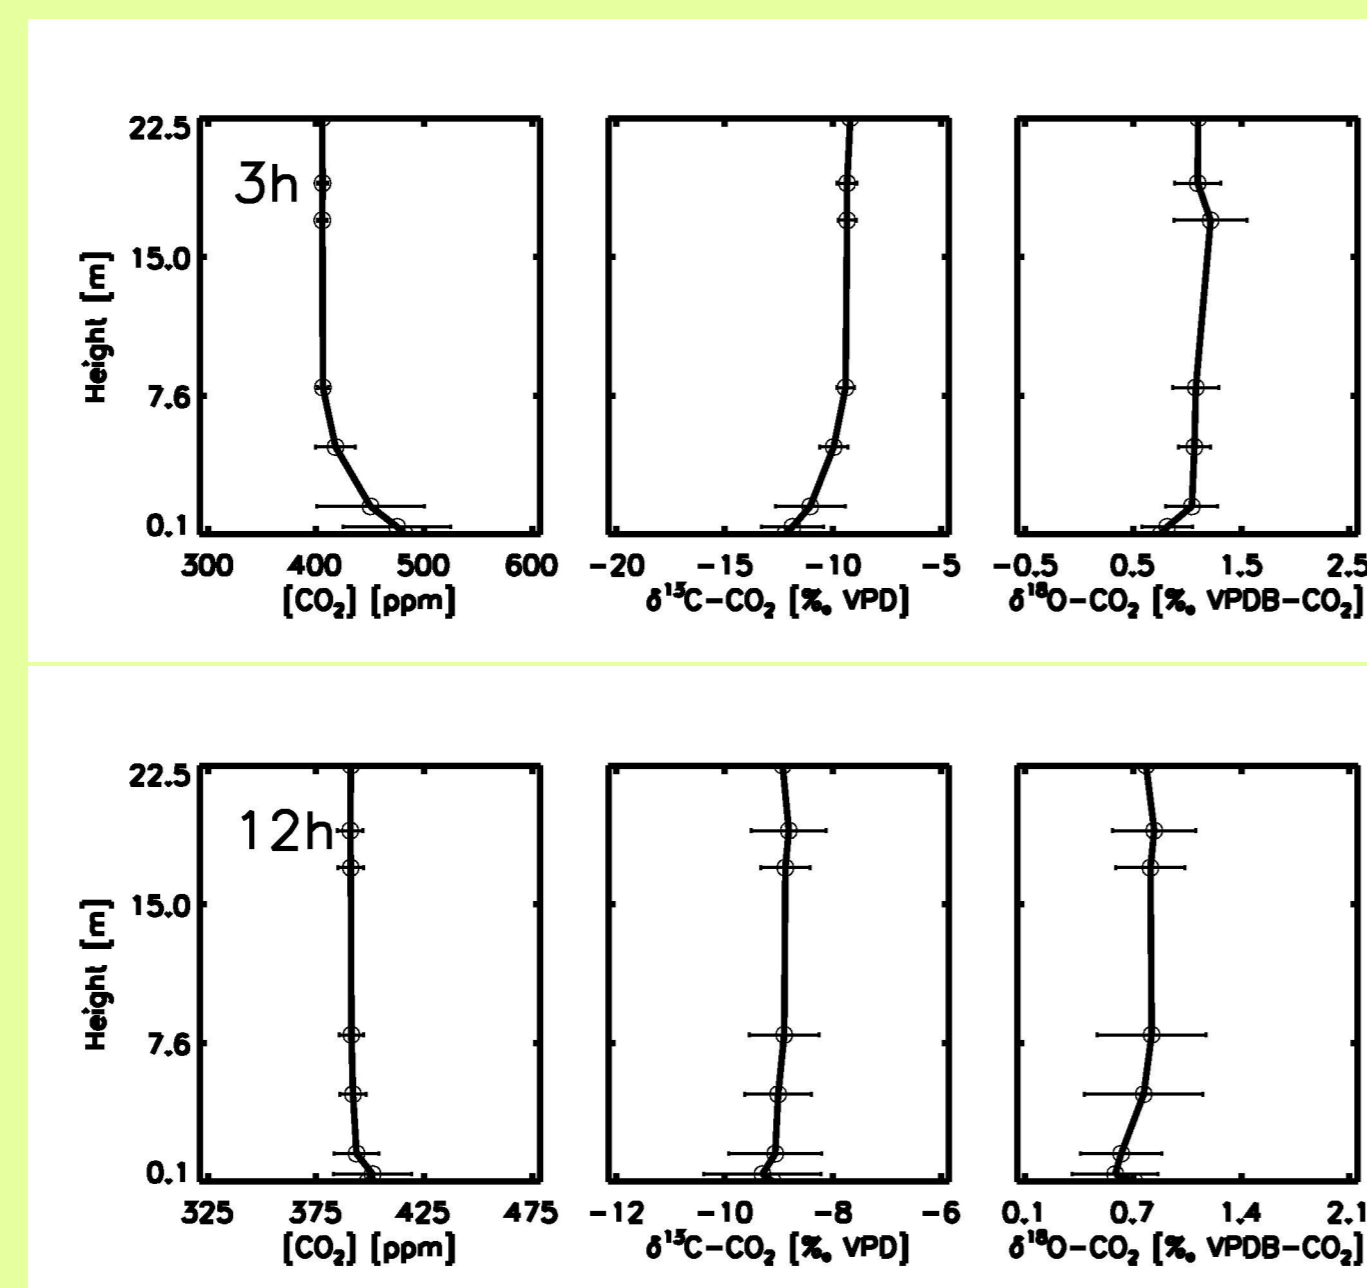 3h
22.5
15.0
7.6
0.1
Height [m]
300 400 500 600
[CO₂] [ppm]
−20 −15 −10 −5
δ¹³C−CO₂ [‰ VPD]
−0.5 0.5 1.5 2.5
δ¹⁸O−CO₂ [‰ VPDB−CO₂]
12h
22.5
15.0
7.6
0.1
Height [m]
325 375 425 475
[CO₂] [ppm]
−12 −10 −8 −6
δ¹³C−CO₂ [‰ VPD]
0.1 0.7 1.4 2.1
δ¹⁸O−CO₂ [‰ VPDB−CO₂]